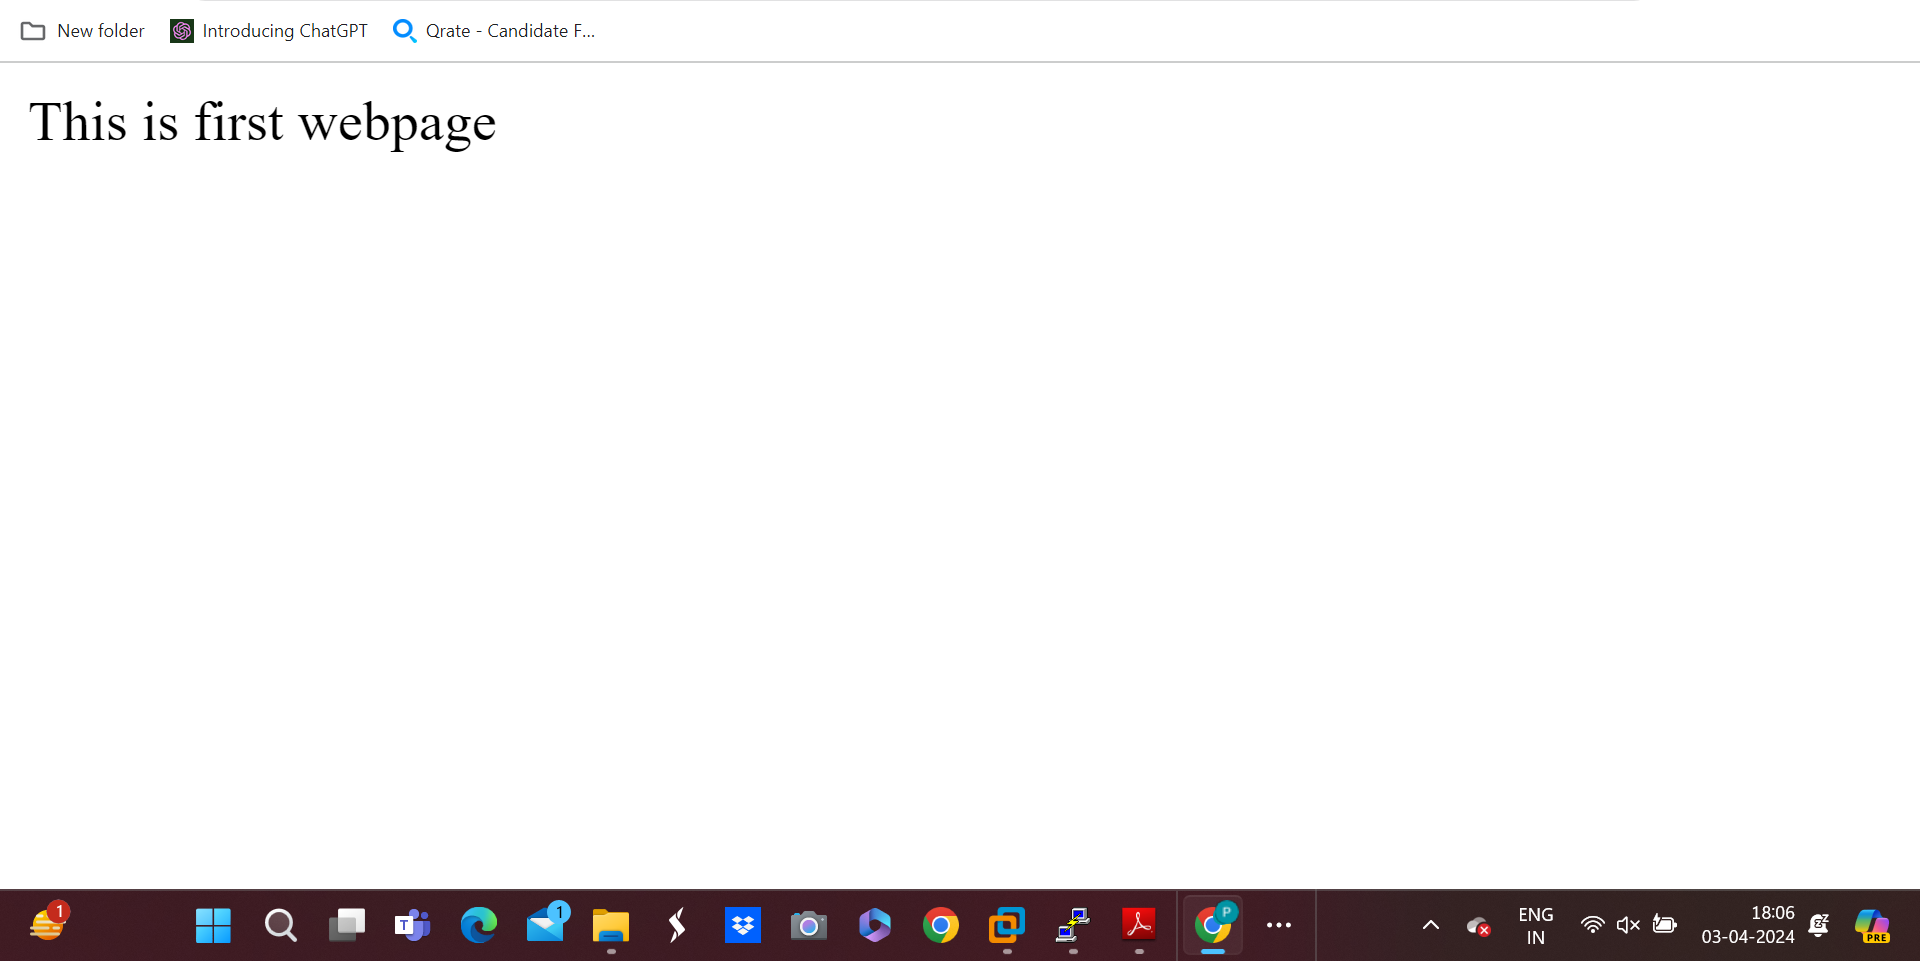 New folder
Introducing ChatGPT
Qrate - Candidate F...
This is first webpage
1
T
1
P
ENG
IN
18:06
03-04-2024
PRE